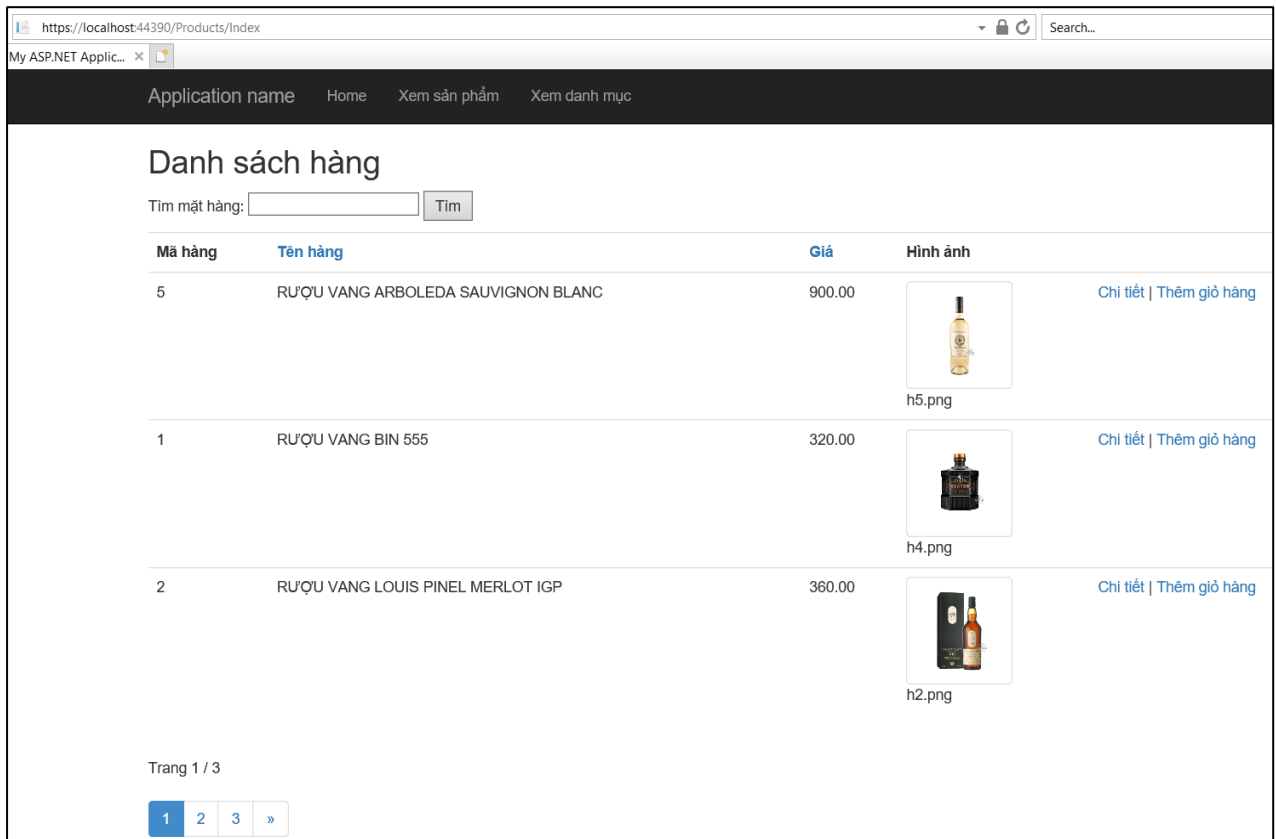 https://localhost:44390/Products/Index
Search...
My ASP.NET Applic...
Application name Home Xem sản phẩm Xem danh mục
Danh sách hàng
Tìm mặt hàng: Tìm
Mã hàng Tên hàng Giá Hình ảnh
5 RƯỢU VANG ARBOLEDA SAUVIGNON BLANC 900.00 Chi tiết | Thêm giỏ hàng
h5.png
1 RƯỢU VANG BIN 555 320.00 Chi tiết | Thêm giỏ hàng
h4.png
2 RƯỢU VANG LOUIS PINEL MERLOT IGP 360.00 Chi tiết | Thêm giỏ hàng
h2.png
Trang 1 / 3
1 2 3 »